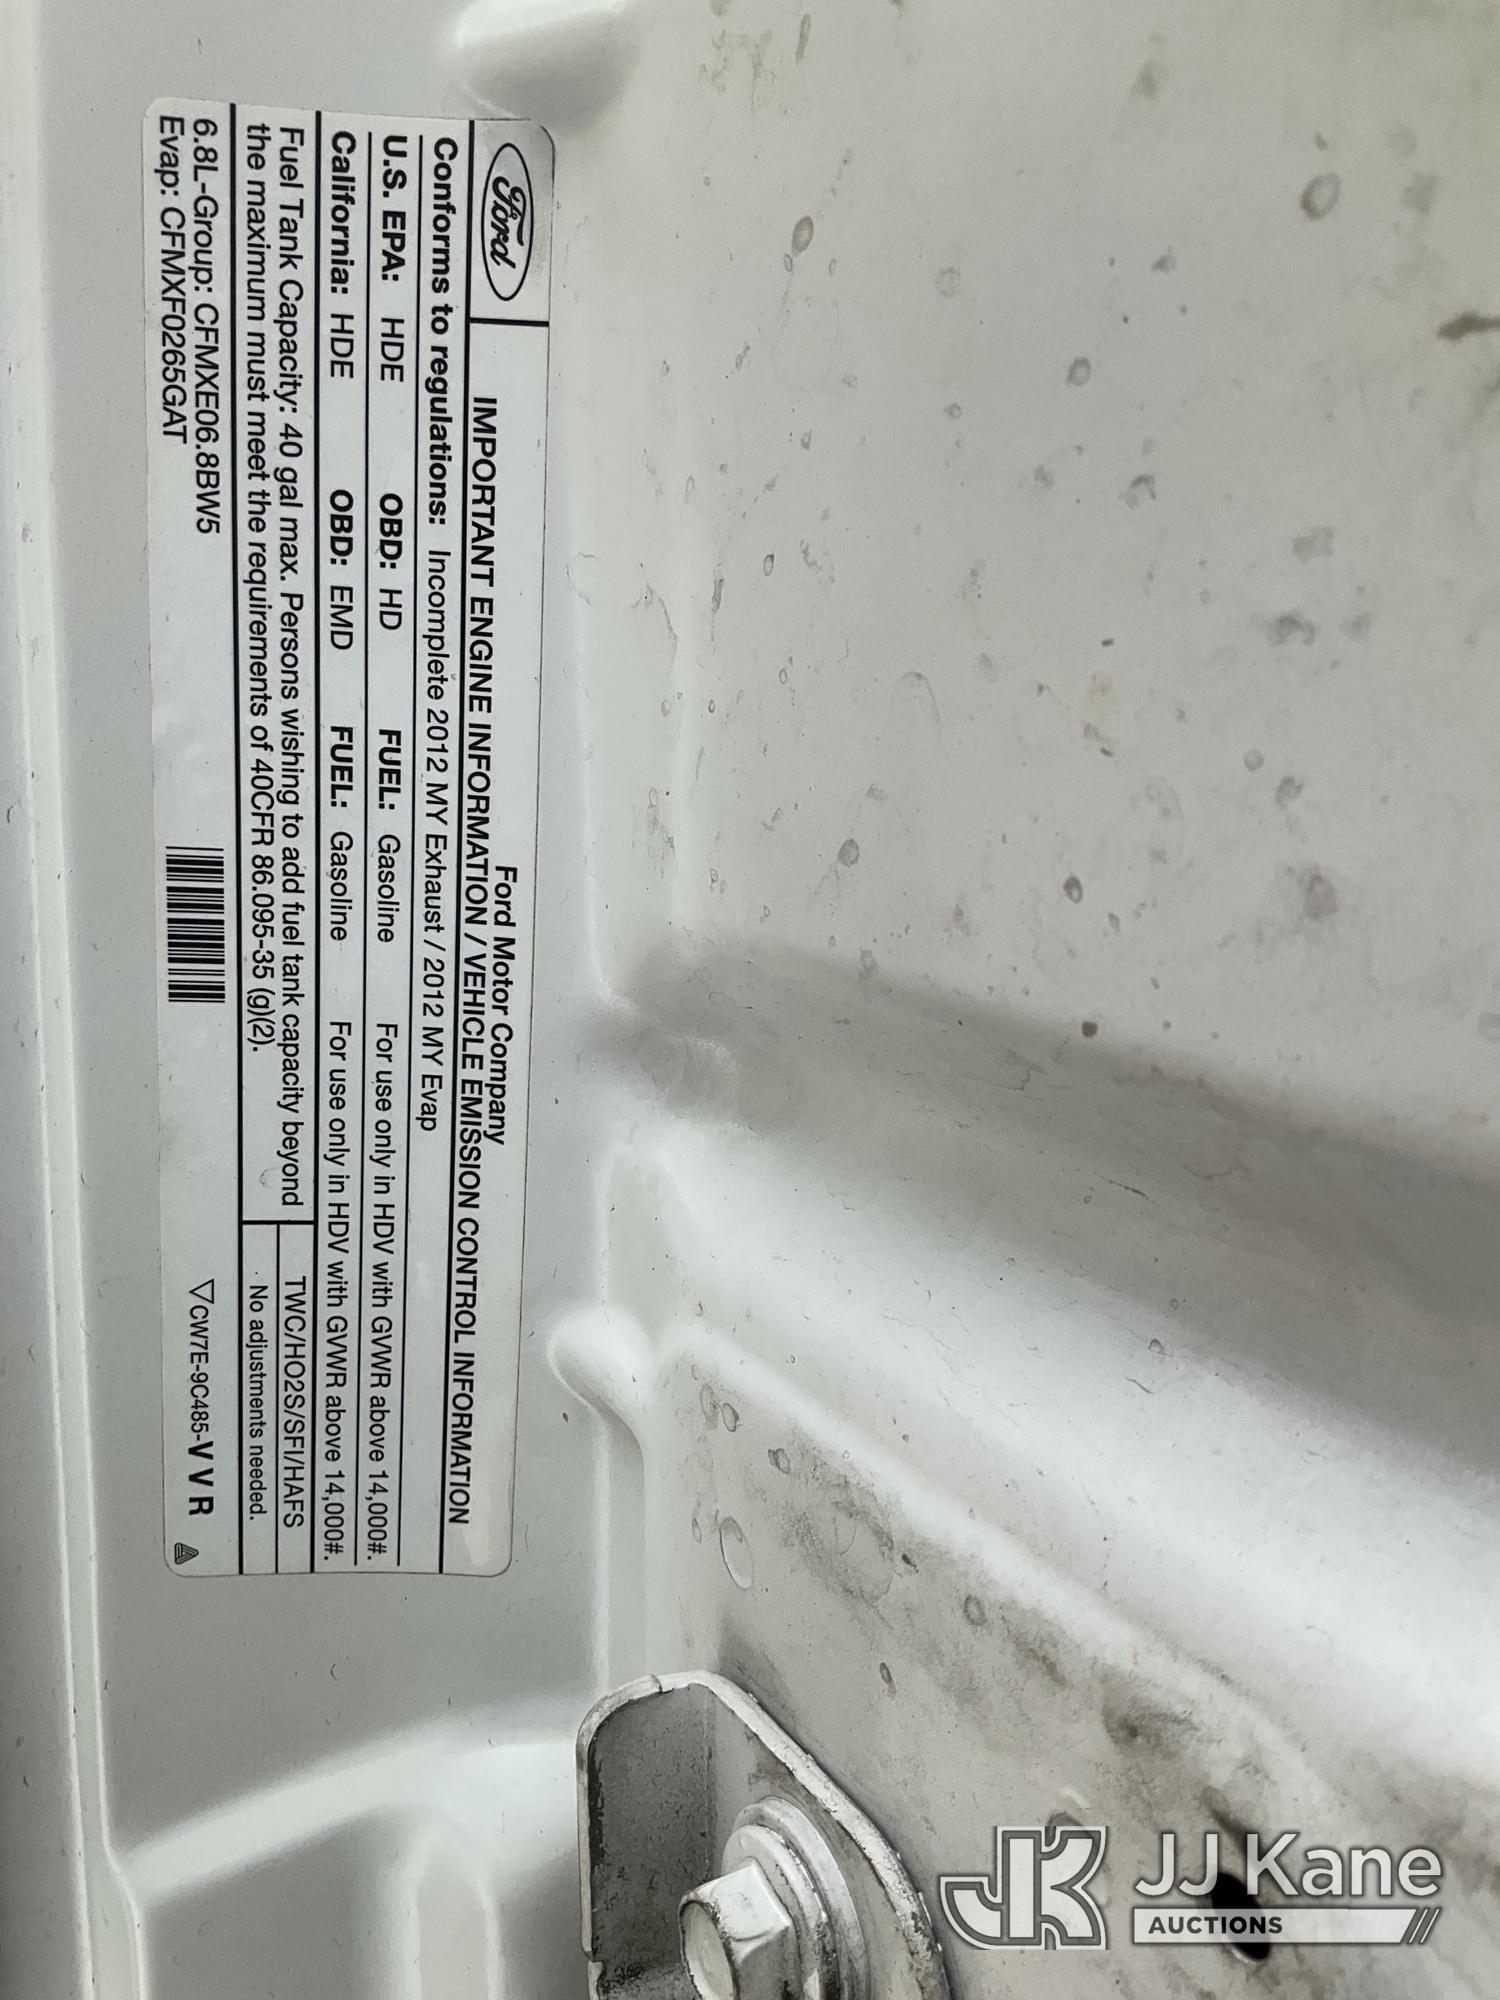 Ford
Ford Motor Company
IMPORTANT ENGINE INFORMATION / VEHICLE EMISSION CONTROL INFORMATION
Conforms to regulations: Incomplete 2012 MY Exhaust / 2012 MY Evap
U.S. EPA: HDE OBD: HD FUEL: Gasoline For use only in HDV with GVWR above 14,000#.
California: HDE OBD: EMD FUEL: Gasoline For use only in HDV with GVWR above 14,000#.
Fuel Tank Capacity: 40 gal max. Persons wishing to add fuel tank capacity beyond
the maximum must meet the requirements of 40CFR 86.095-35 (g)(2).
TWC/HO2S/SFI/HAFS
No adjustments needed.
6.8L-Group: CFMXE06.8BW5
Evap: CFMXF0265GAT
▽CW7E-9C485-V V R
JK JJ Kane
AUCTIONS